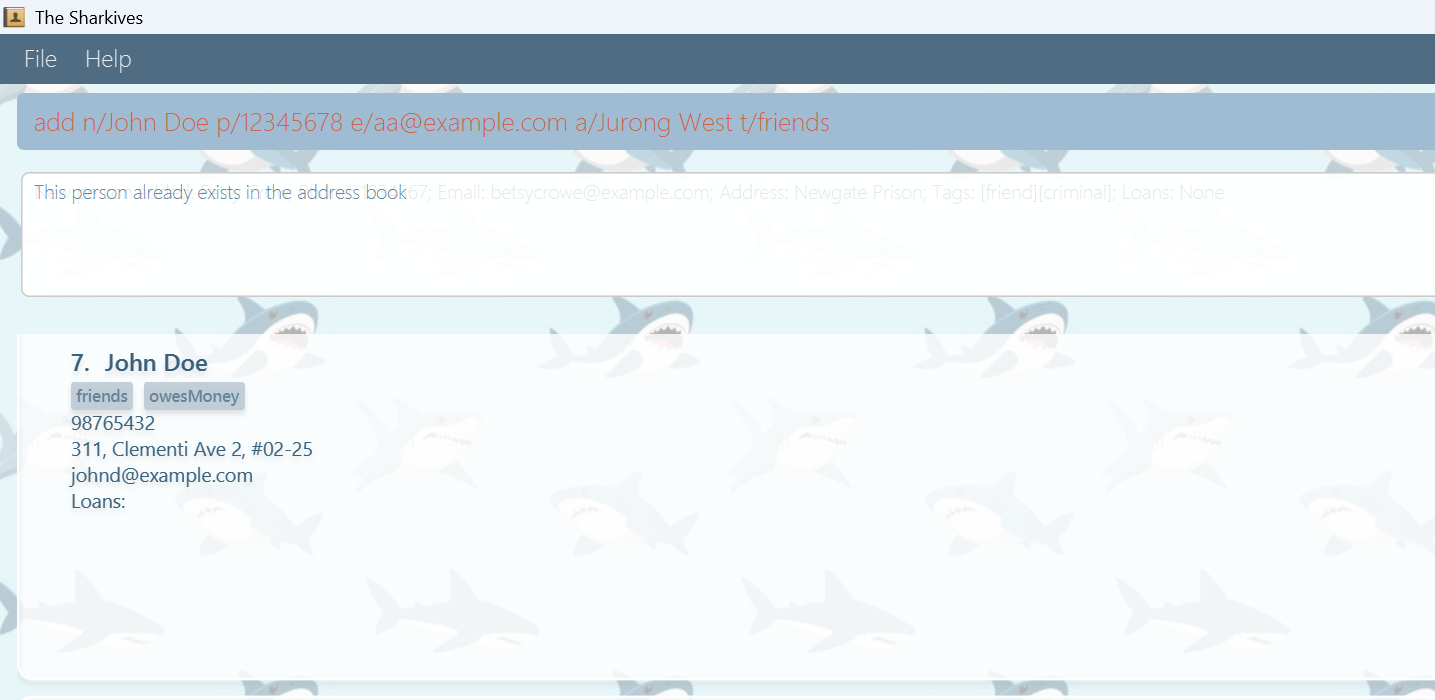 The Sharkives
File Help
add n/John Doe p/12345678 e/aa@example.com a/Jurong West t/friends
This person already exists in the address book
67; Email: betsycrowe@example.com; Address: Newgate Prison; Tags: [friend][criminal]; Loans: None
7. John Doe
friends owesMoney
98765432
311, Clementi Ave 2, #02-25
johnd@example.com
Loans: